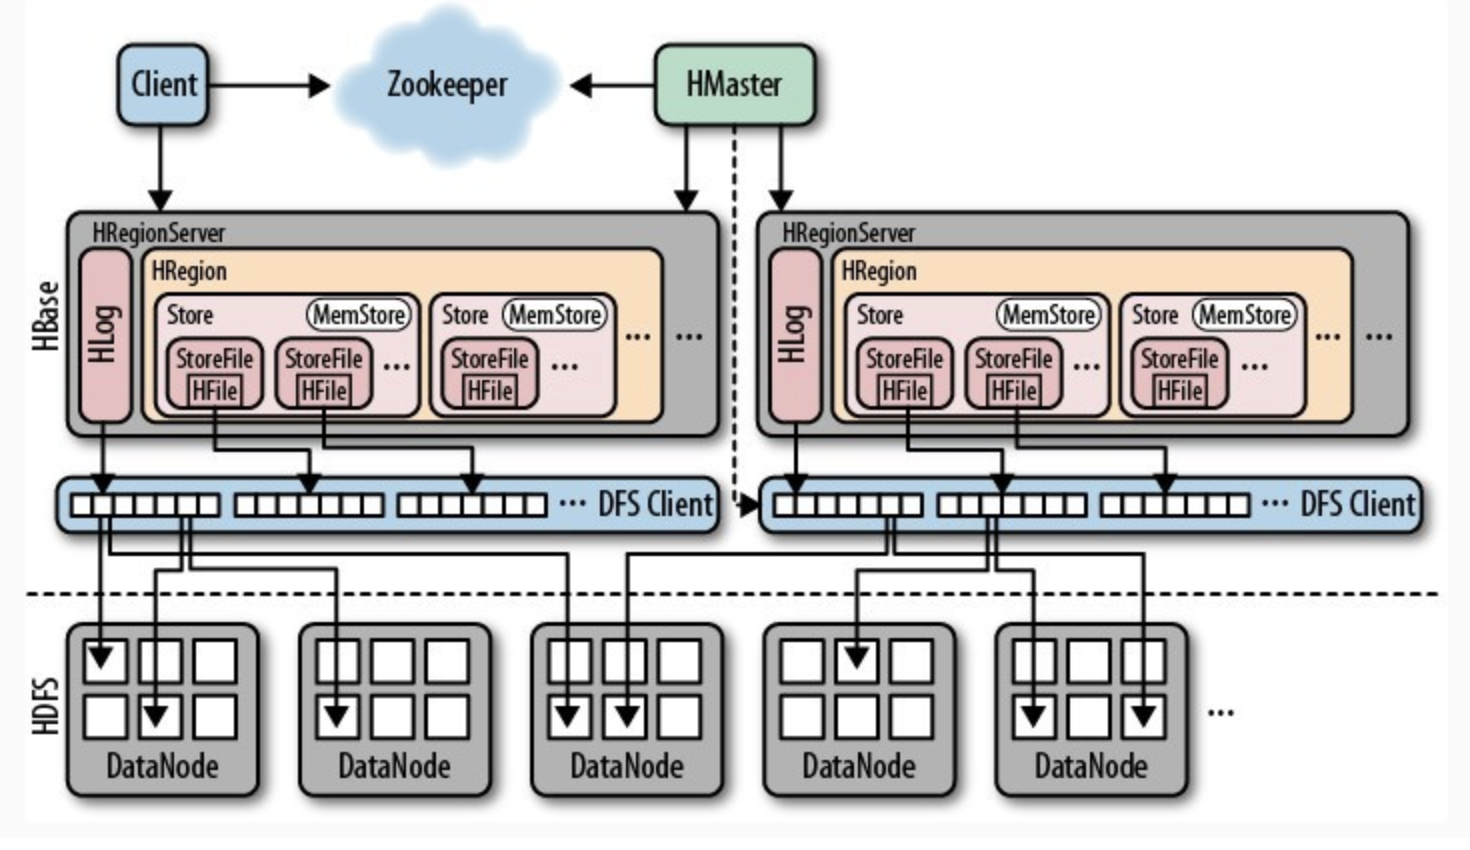 Client
Zookeeper
HMaster
HBase
HRegionServer
HLog
HRegion
Store
MemStore
StoreFile
HFile
StoreFile
HFile
...
Store
MemStore
StoreFile
HFile
...
...
...
HRegionServer
HLog
HRegion
Store
MemStore
StoreFile
HFile
StoreFile
HFile
...
Store
MemStore
StoreFile
HFile
...
...
...
... DFS Client
... DFS Client
HDFS
DataNode
DataNode
DataNode
DataNode
DataNode
...